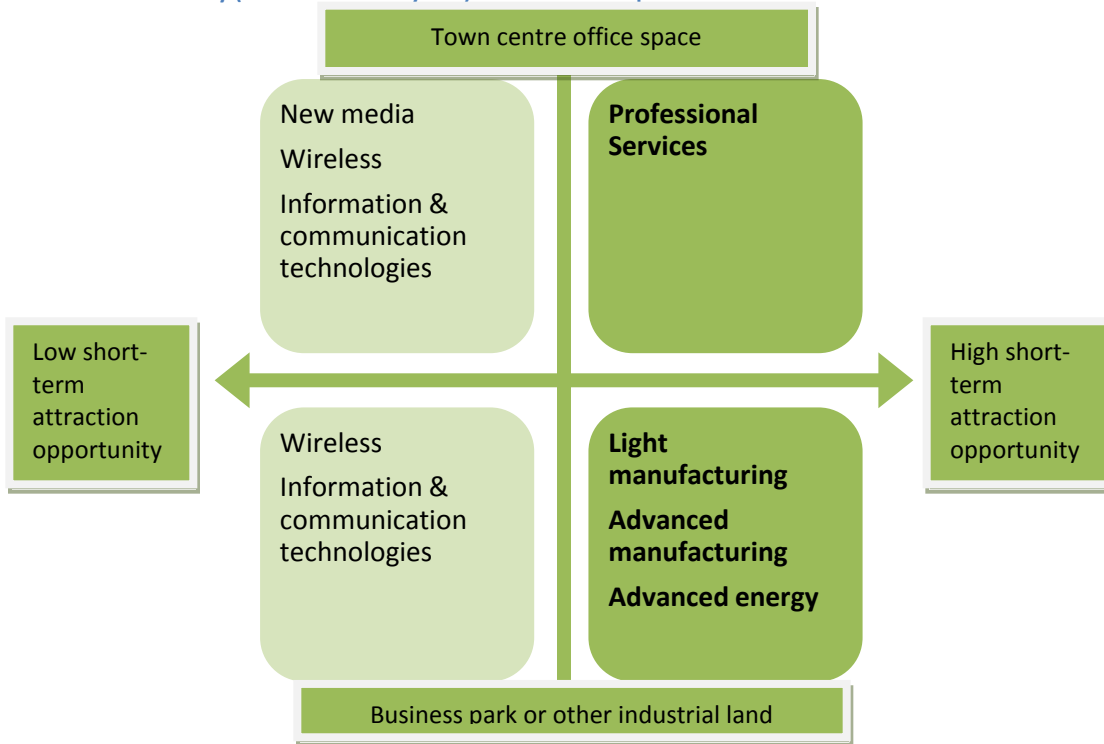 Town centre office space
New media
Wireless
Information &
communication
technologies
Professional
Services
Low short-
term
attraction
opportunity
High short-
term
attraction
opportunity
Wireless
Information &
communication
technologies
Light
manufacturing
Advanced
manufacturing
Advanced energy
Business park or other industrial land